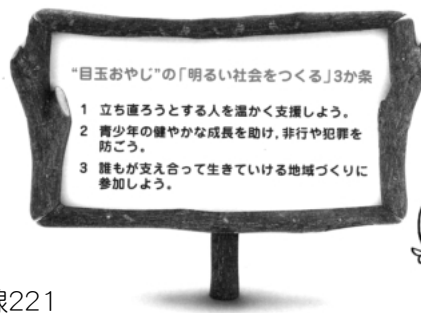 “目玉おやじ”の「明るい社会をつくる」3か条
1 立ち直ろうとする人を温かく支援しよう。
2 青少年の健やかな成長を助け,非行や犯罪を
防ごう。
3 誰もが支え合って生きていける地域づくりに
参加しよう。
線221